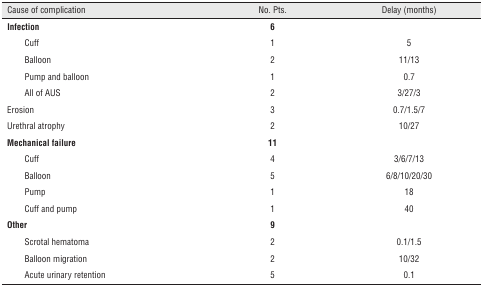 Cause of complication No. Pts. Delay (months)
Infection 6
Cuff 1 5
Balloon 2 11/13
Pump and balloon 1 0.7
All of AUS 2 3/27/3
Erosion 3 0.7/1.5/7
Urethral atrophy 2 10/27
Mechanical failure 11
Cuff 4 3/6/7/13
Balloon 5 6/8/10/20/30
Pump 1 18
Cuff and pump 1 40
Other 9
Scrotal hematoma 2 0.1/1.5
Balloon migration 2 10/32
Acute urinary retention 5 0.1